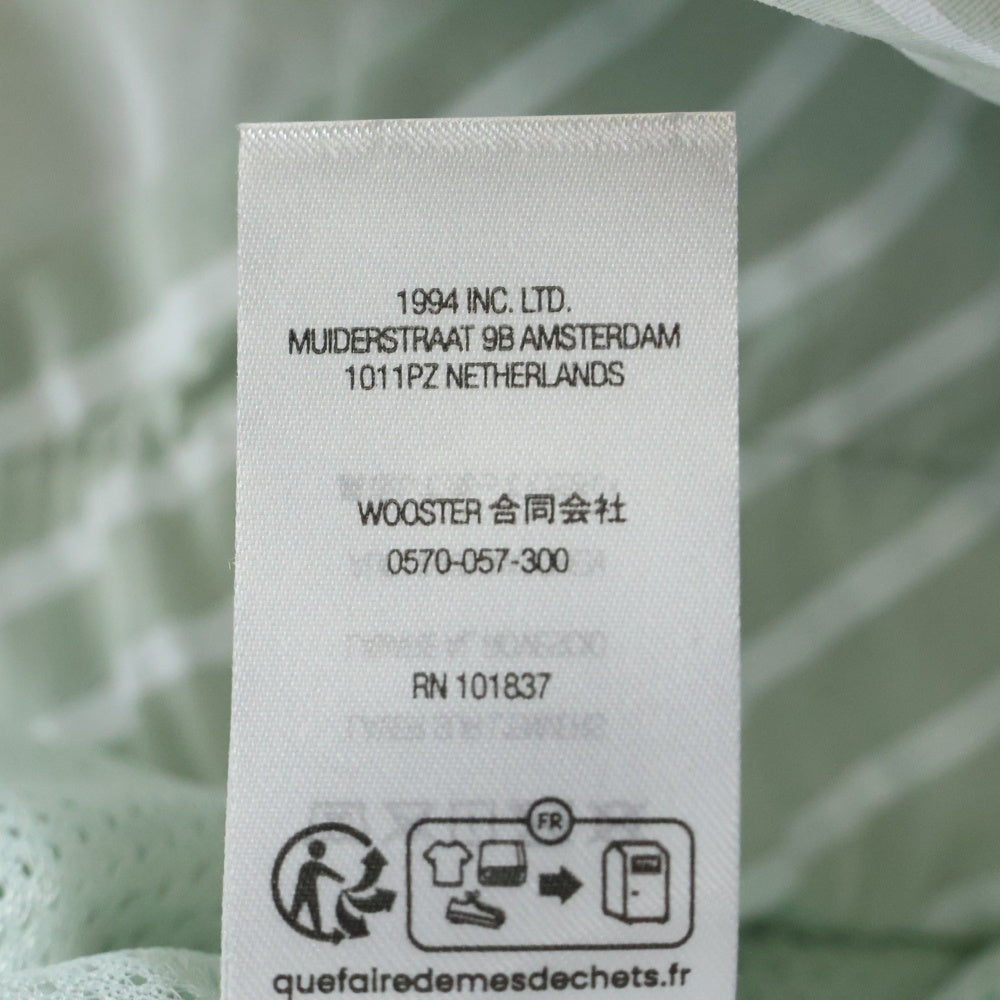 1994 INC. LTD.
MUIDERSTRAAT 9B AMSTERDAM
1011PZ NETHERLANDS
WOOSTER 合同会社
0570-057-300
RN 101837
FR
quefairedemesdechets.fr